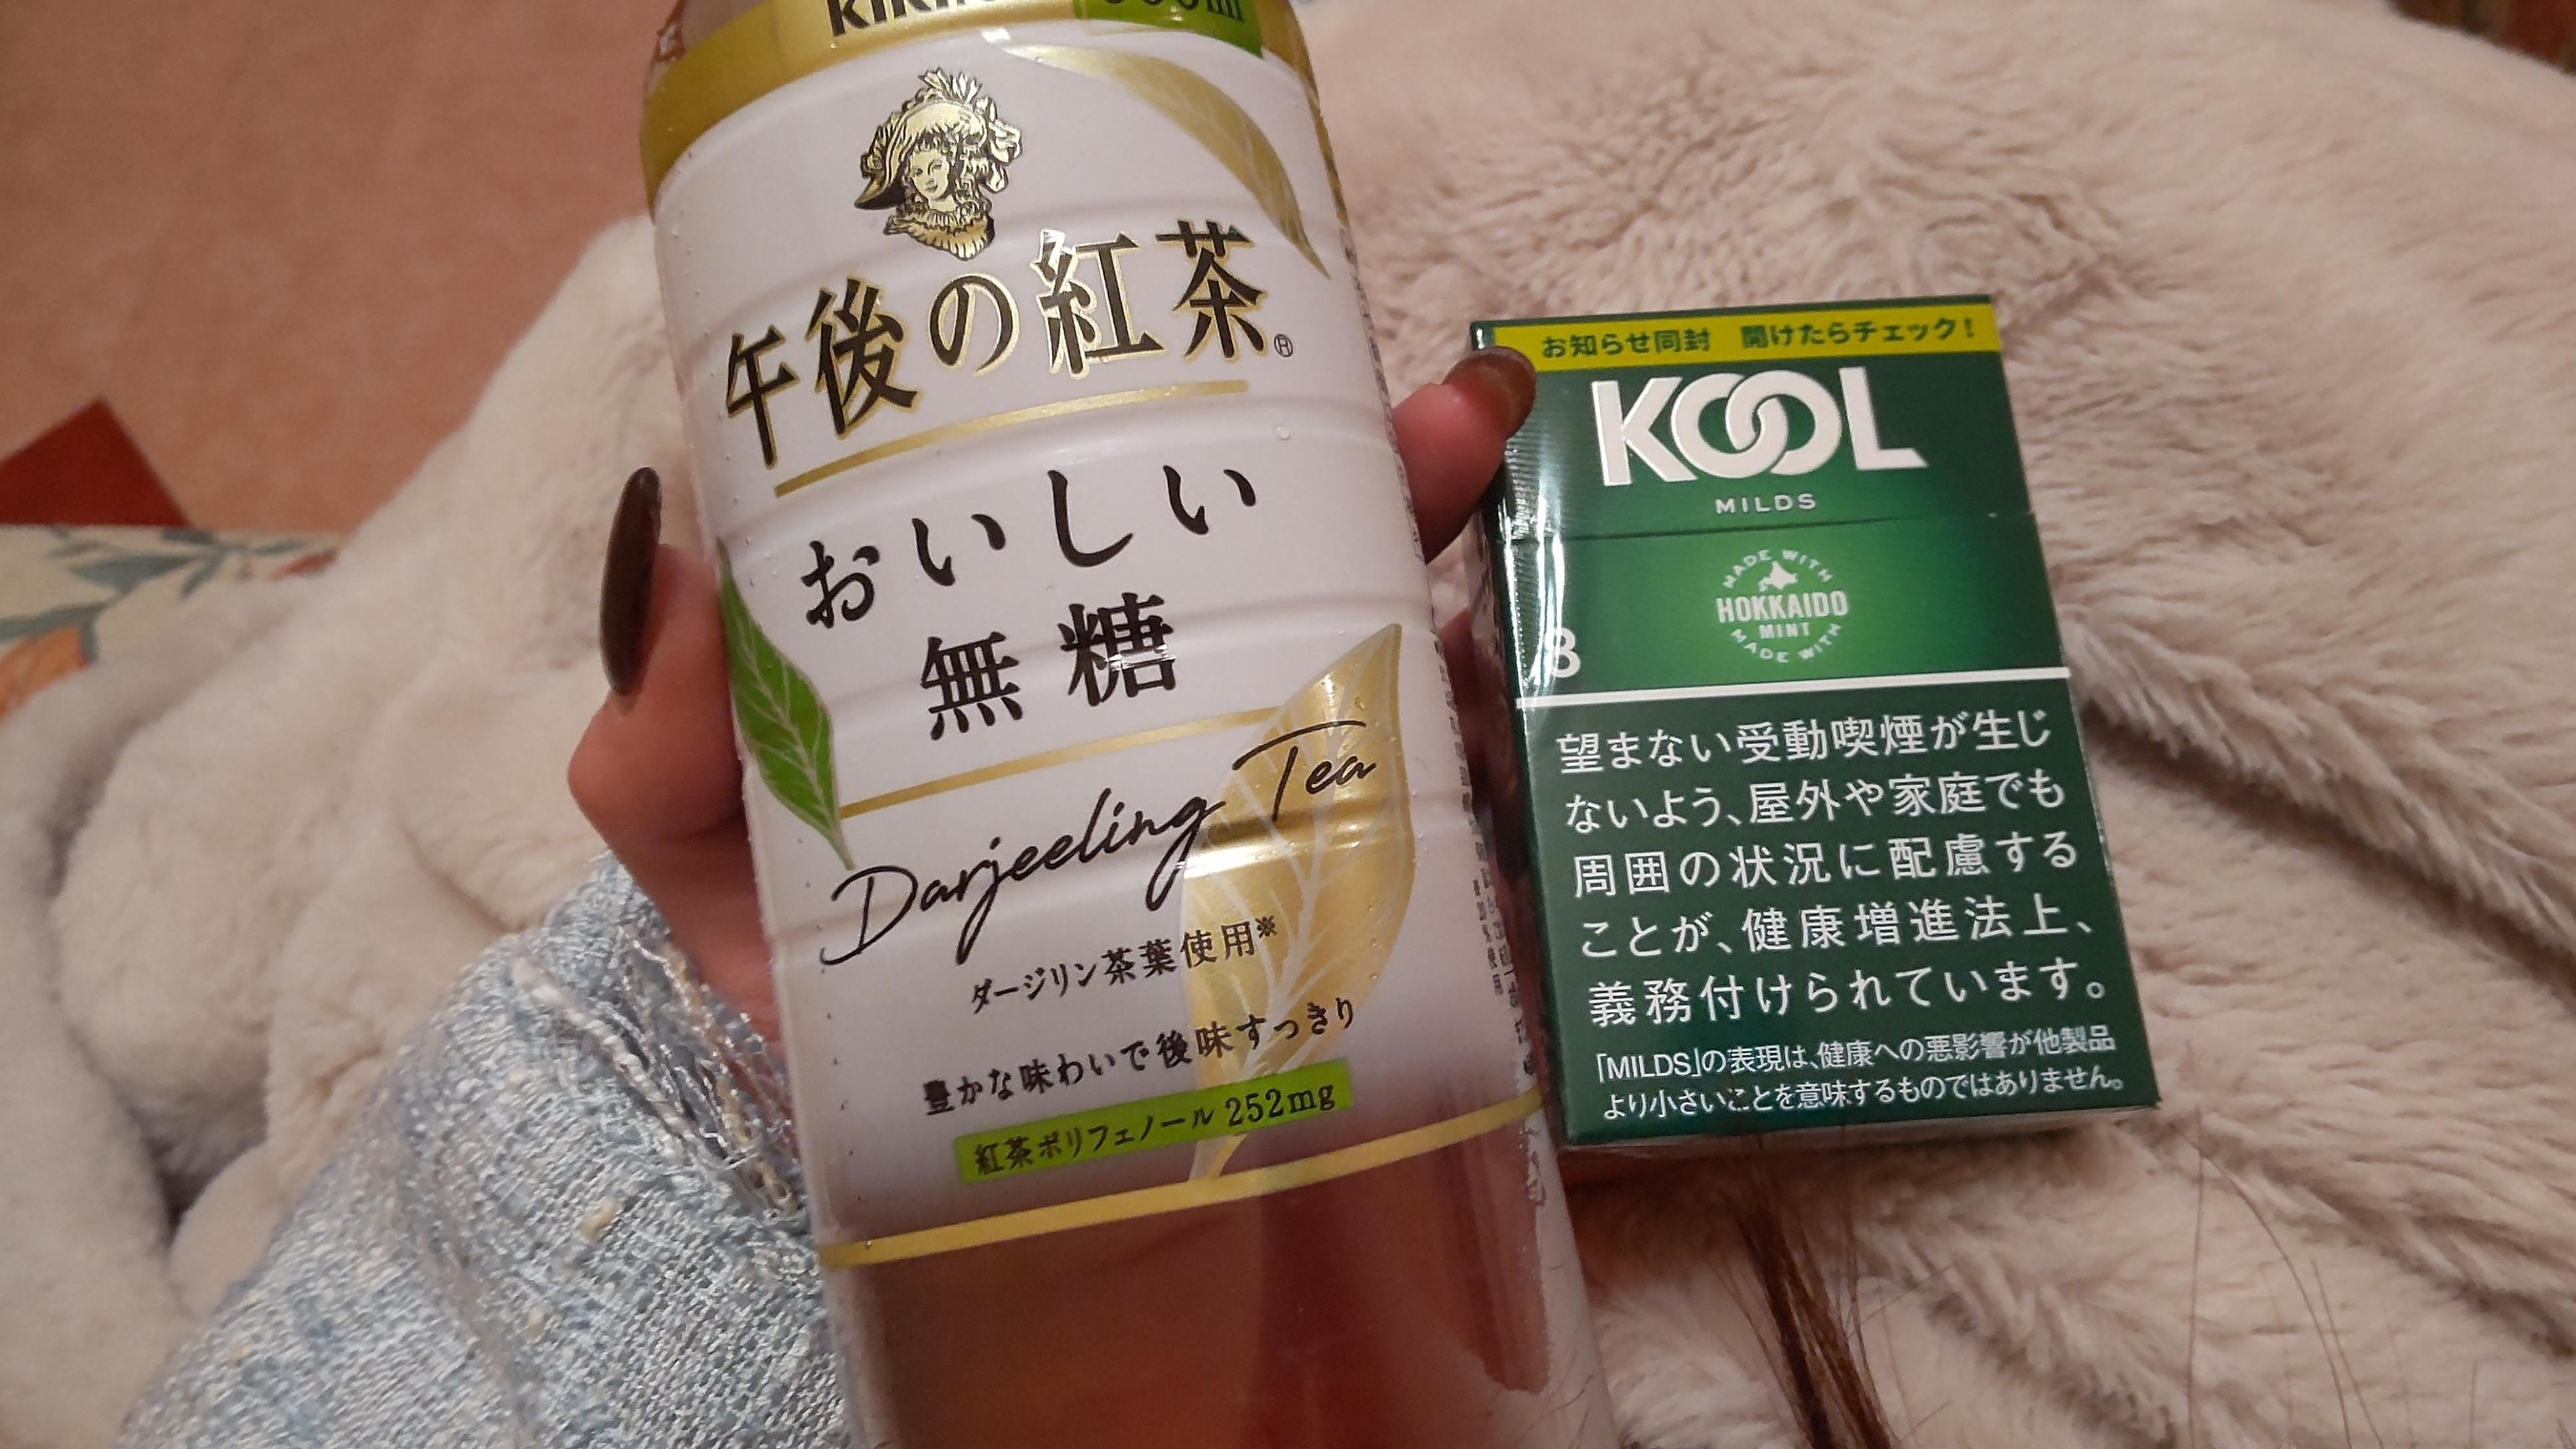 KIRIN
午後の紅茶®
おいしい
無糖
Darjeeling Tea
ダージリン茶葉使用※
豊かな味わいで後味すっきり
紅茶ポリフェノール 252mg
お知らせ同封 開けたらチェック!
KOOL
MILDS
MADE WITH
HOKKAIDO
MINT
MADE WITH
8
望まない受動喫煙が生じ
ないよう、屋外や家庭でも
周囲の状況に配慮する
ことが、健康増進法上、
義務付けられています。
「MILDS」の表現は、健康への悪影響が他製品
より小さいことを意味するものではありません。